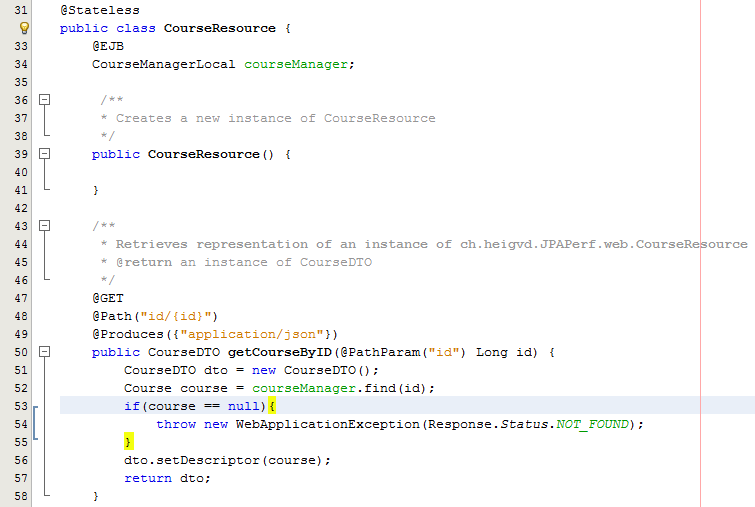 31 @Stateless
public class CourseResource {
33 @EJB
34 CourseManagerLocal courseManager;
35
36 /**
37 * Creates a new instance of CourseResource
38 */
39 public CourseResource() {
40
41 }
42
43 /**
44 * Retrieves representation of an instance of ch.heigvd.JPAPerf.web.CourseResource
45 * @return an instance of CourseDTO
46 */
47 @GET
48 @Path("id/{id}")
49 @Produces({"application/json"})
50 public CourseDTO getCourseByID(@PathParam("id") Long id) {
51 CourseDTO dto = new CourseDTO();
52 Course course = courseManager.find(id);
53 if(course == null){
54 throw new WebApplicationException(Response.Status.NOT_FOUND);
55 }
56 dto.setDescriptor(course);
57 return dto;
58 }